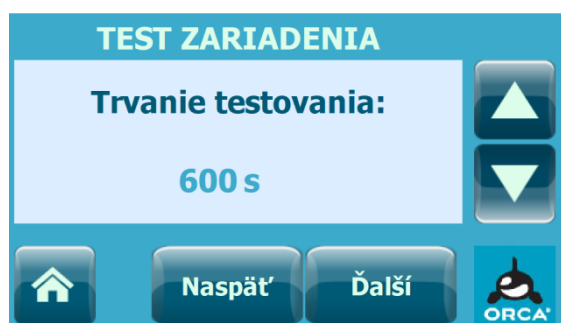 TEST ZARIADENIA
Trvanie testovania:
600 s
Naspäť
Ďalší
ORCA